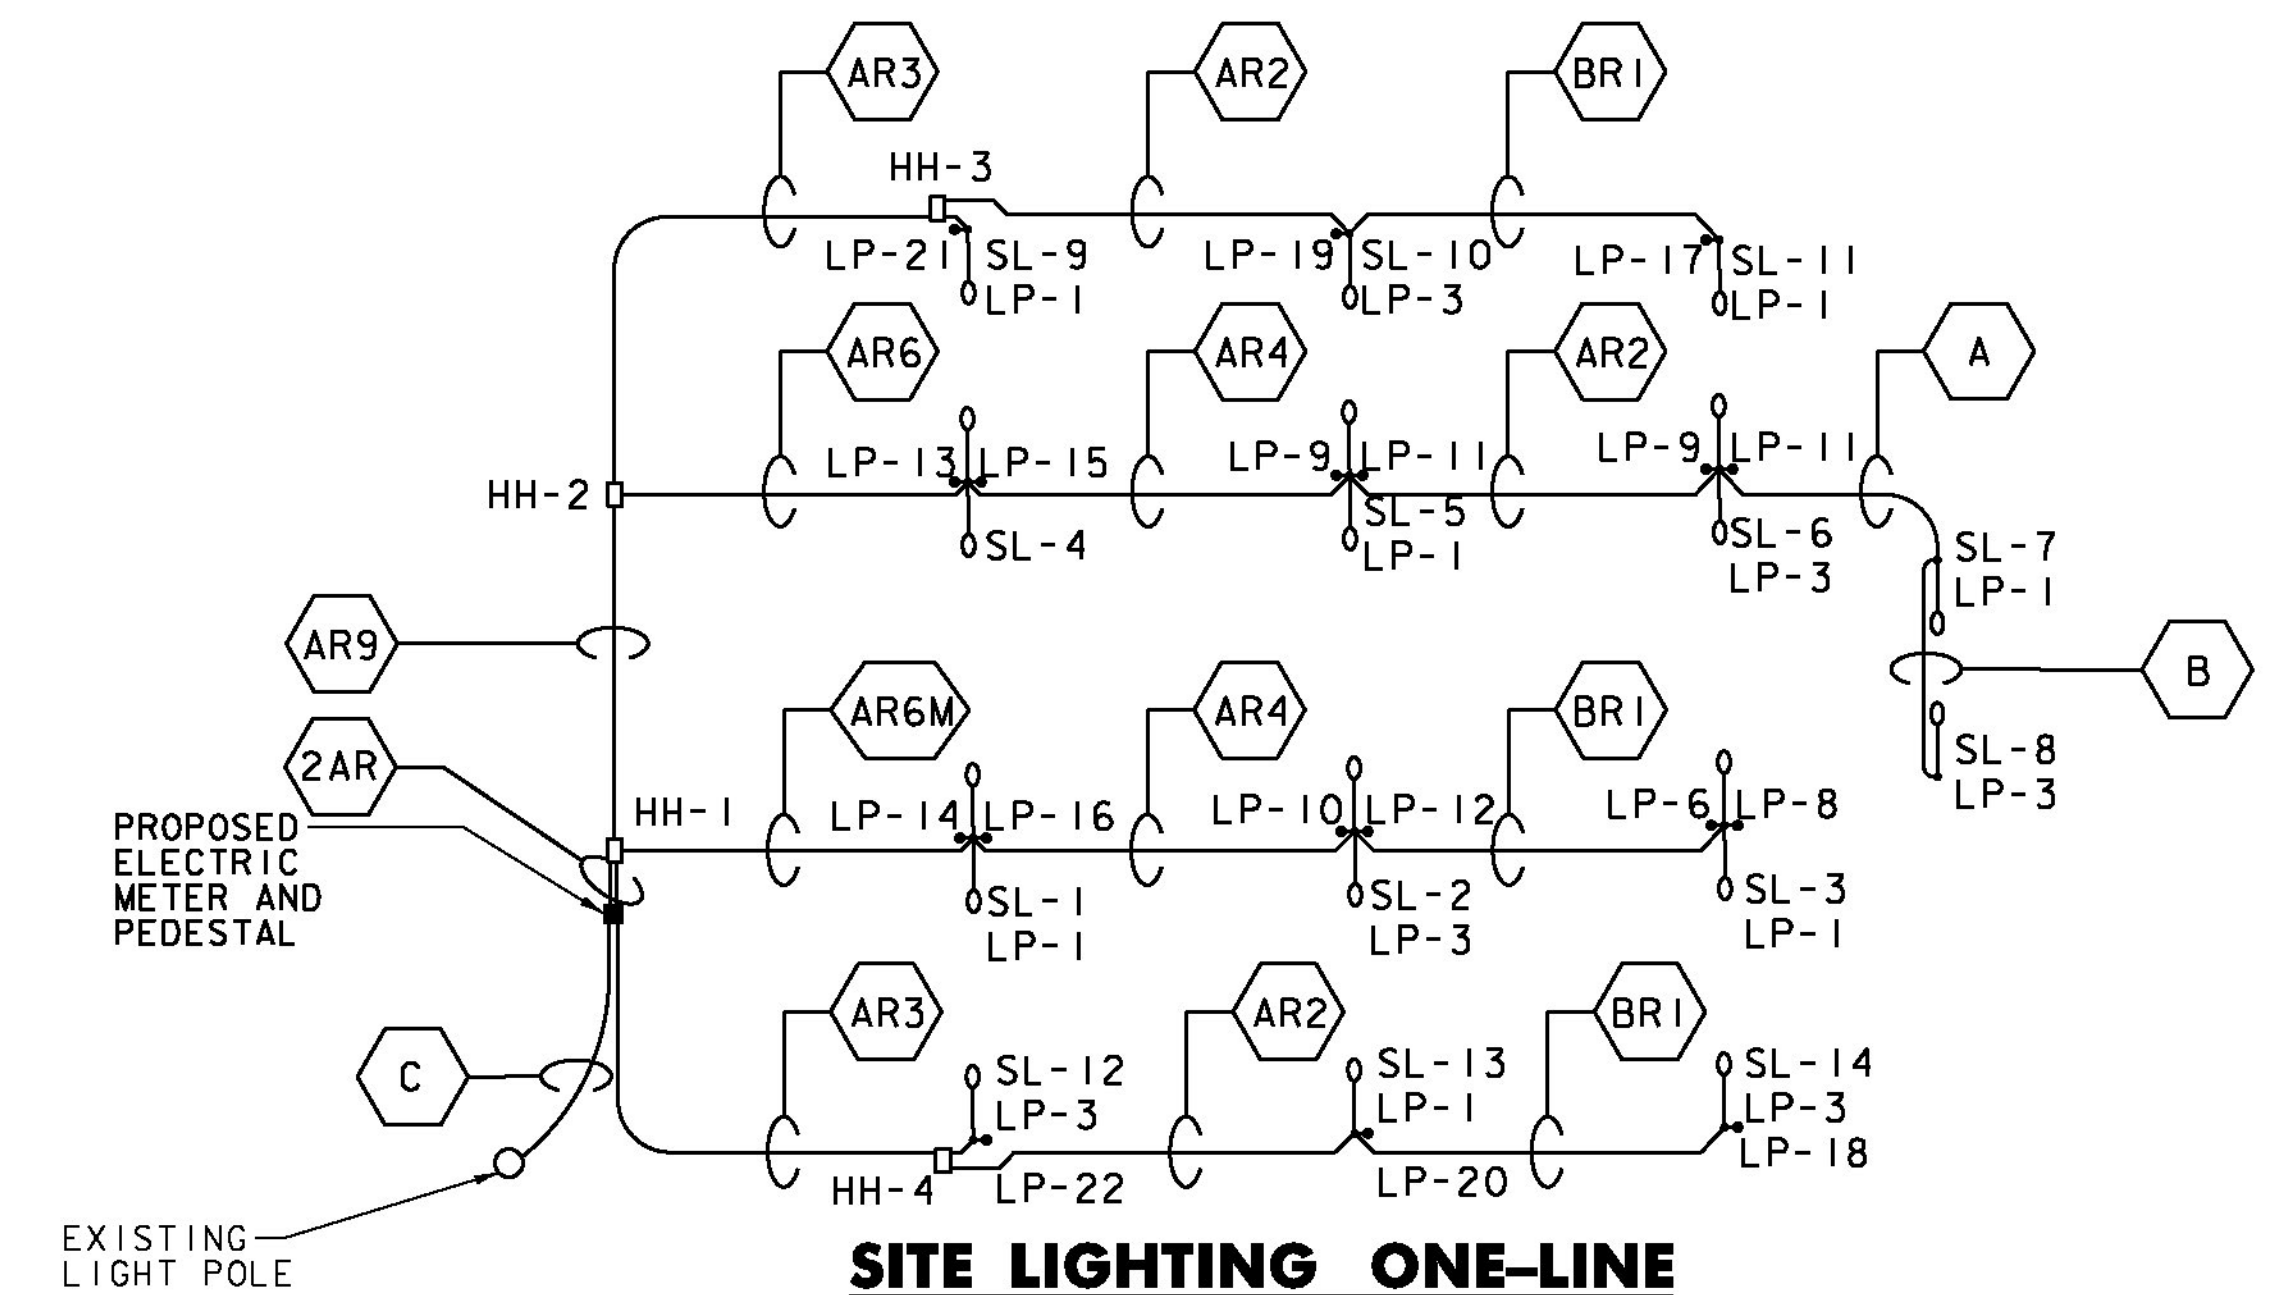 AR3
AR2
BR1
HH-3
LP-21
SL-9
LP-1
LP-19
SL-10
LP-3
LP-17
SL-11
LP-1
AR6
AR4
AR2
A
HH-2
LP-13
LP-15
SL-4
LP-9
LP-11
SL-5
LP-1
LP-9
LP-11
SL-6
LP-3
SL-7
LP-1
B
SL-8
LP-3
AR9
2AR
PROPOSED
ELECTRIC
METER AND
PEDESTAL
HH-1
AR6M
AR4
BR1
LP-14
LP-16
SL-1
LP-1
LP-10
LP-12
SL-2
LP-3
LP-6
LP-8
SL-3
LP-1
C
AR3
AR2
BR1
SL-12
LP-3
HH-4
LP-22
SL-13
LP-1
LP-20
SL-14
LP-3
LP-18
EXISTING
LIGHT POLE
SITE LIGHTING ONE-LINE